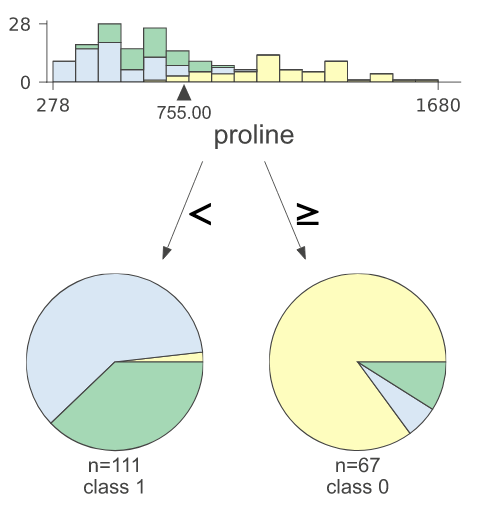 28
0
278
755.00
1680
proline
<
≥
n=111
class 1
n=67
class 0